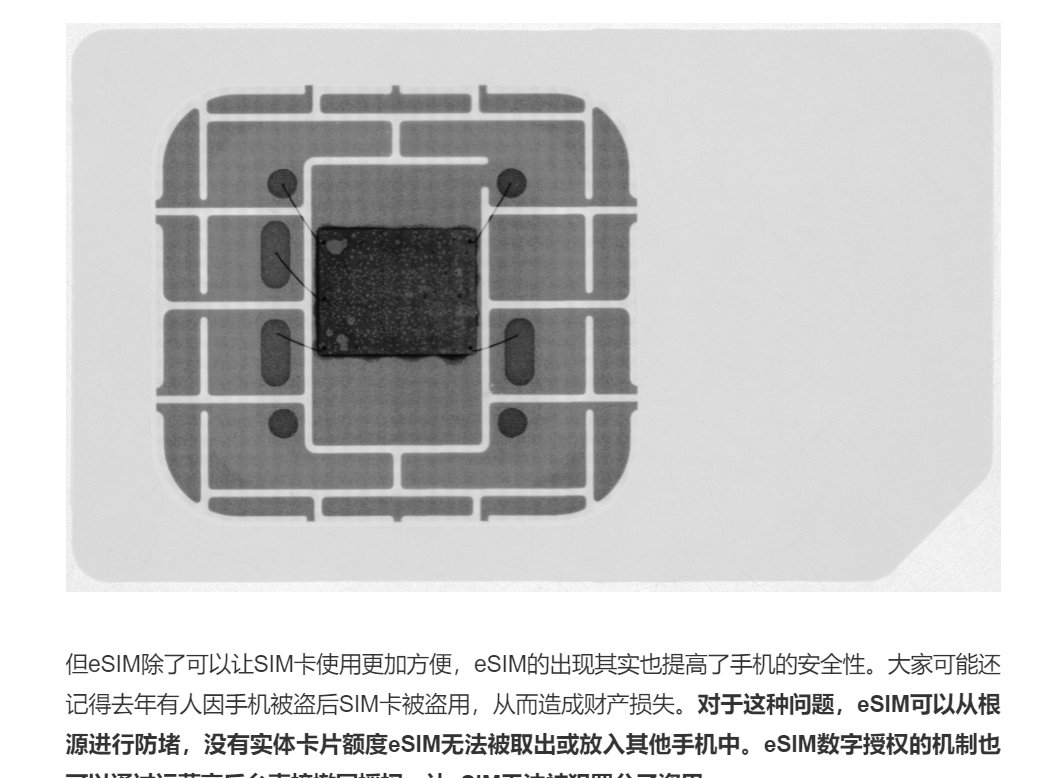 但eSIM除了可以让SIM卡使用更加方便，eSIM的出现其实也提高了手机的安全性。大家可能还
记得去年有人因手机被盗后SIM卡被盗用，从而造成财产损失。对于这种问题，eSIM可以从根
源进行防堵，没有实体卡片额度eSIM无法被取出或放入其他手机中。eSIM数字授权的机制也